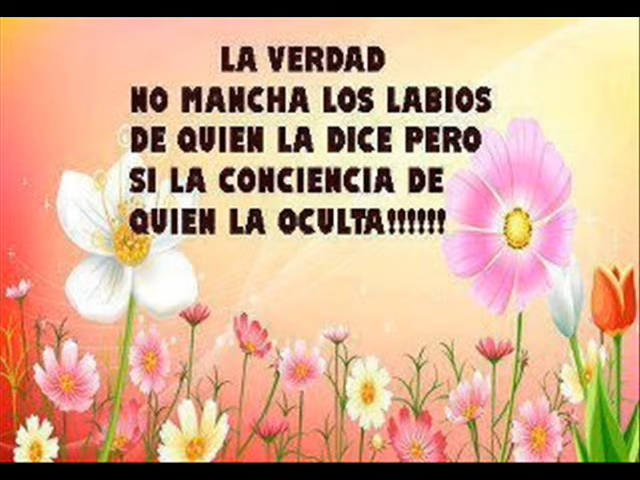 LA VERDAD
NO MANCHA LOS LABIOS
DE QUIEN LA DICE PERO
SI LA CONCIENCIA DE
QUIEN LA OCULTA!!!!!!